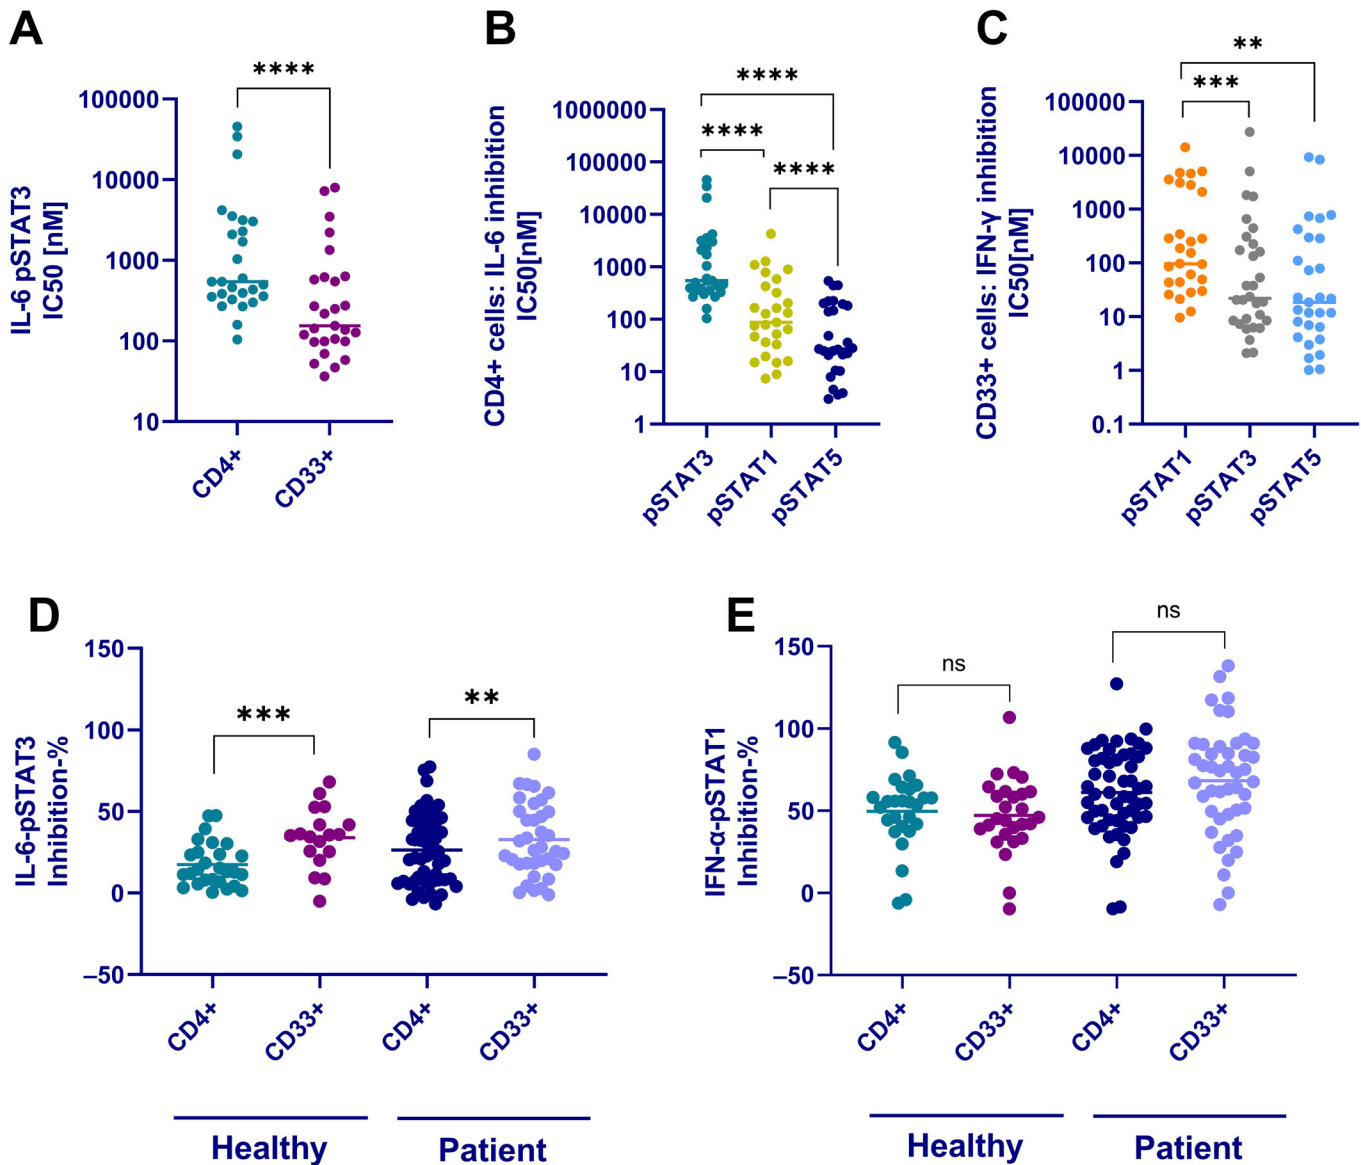 A
IL-6 pSTAT3
IC50 [nM]
100000
10000
1000
100
10
****
CD4+
CD33+
B
CD4+ cells: IL-6 inhibition
IC50[nM]
1000000
100000
10000
1000
100
10
1
****
****
****
pSTAT3
pSTAT1
pSTAT5
C
CD33+ cells: IFN-γ inhibition
IC50[nM]
100000
10000
1000
100
10
1
0.1
**
***
pSTAT1
pSTAT3
pSTAT5
D
IL-6-pSTAT3
Inhibition-%
150
100
50
0
–50
***
**
CD4+
CD33+
CD4+
CD33+
Healthy
Patient
E
IFN-α-pSTAT1
Inhibition-%
150
100
50
0
–50
ns
ns
CD4+
CD33+
CD4+
CD33+
Healthy
Patient